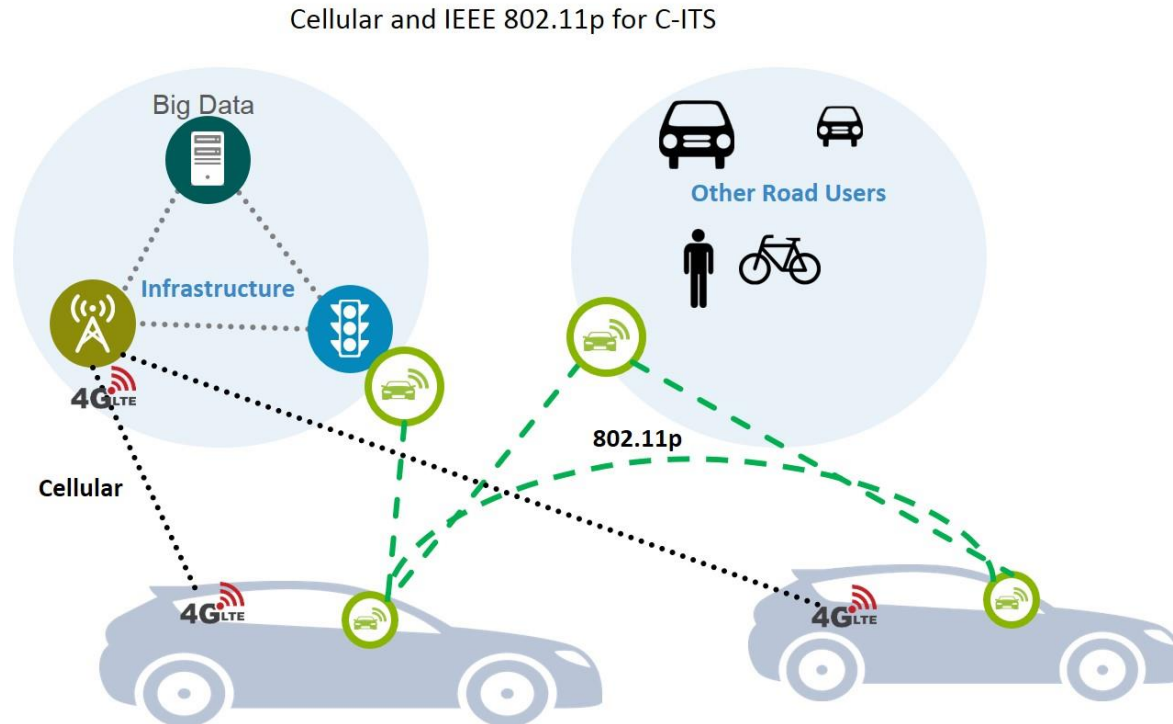 Cellular and IEEE 802.11p for C-ITS
Big Data
Other Road Users
Infrastructure
4G LTE
802.11p
Cellular
4G LTE
4G LTE